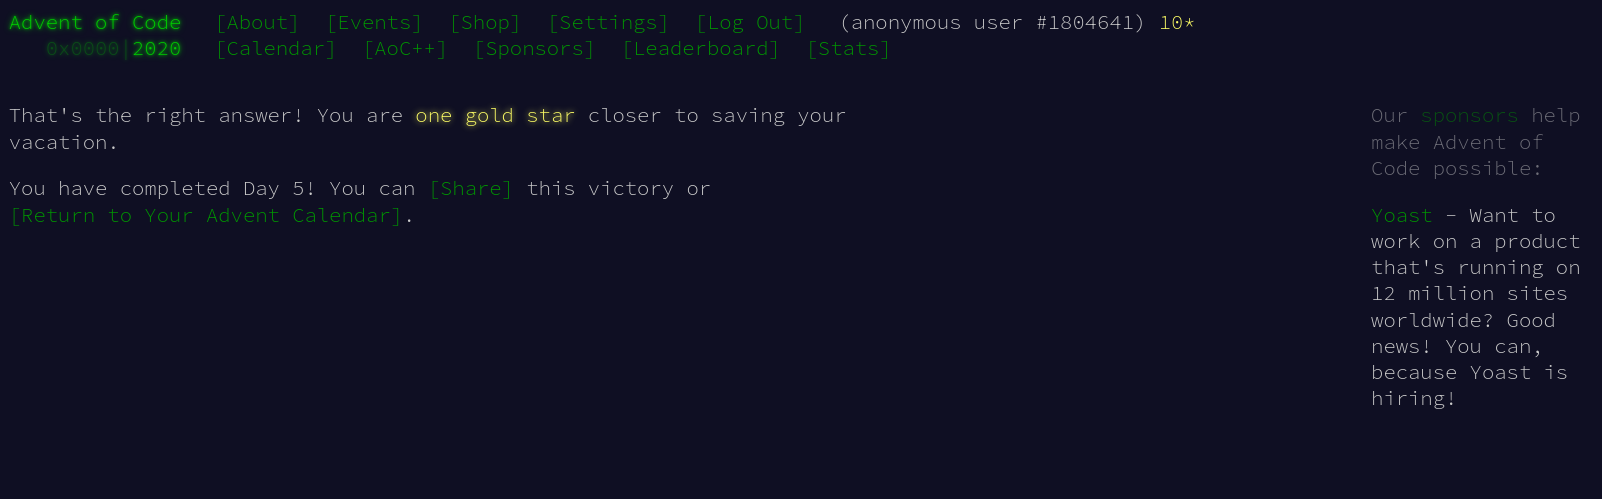 Advent of Code [About] [Events] [Shop] [Settings] [Log Out] (anonymous user #1804641) 10*
0x0000|2020 [Calendar] [AoC++] [Sponsors] [Leaderboard] [Stats]
That's the right answer! You are one gold star closer to saving your
vacation.
You have completed Day 5! You can [Share] this victory or
[Return to Your Advent Calendar].
Our sponsors help
make Advent of
Code possible:
Yoast - Want to
work on a product
that's running on
12 million sites
worldwide? Good
news! You can,
because Yoast is
hiring!